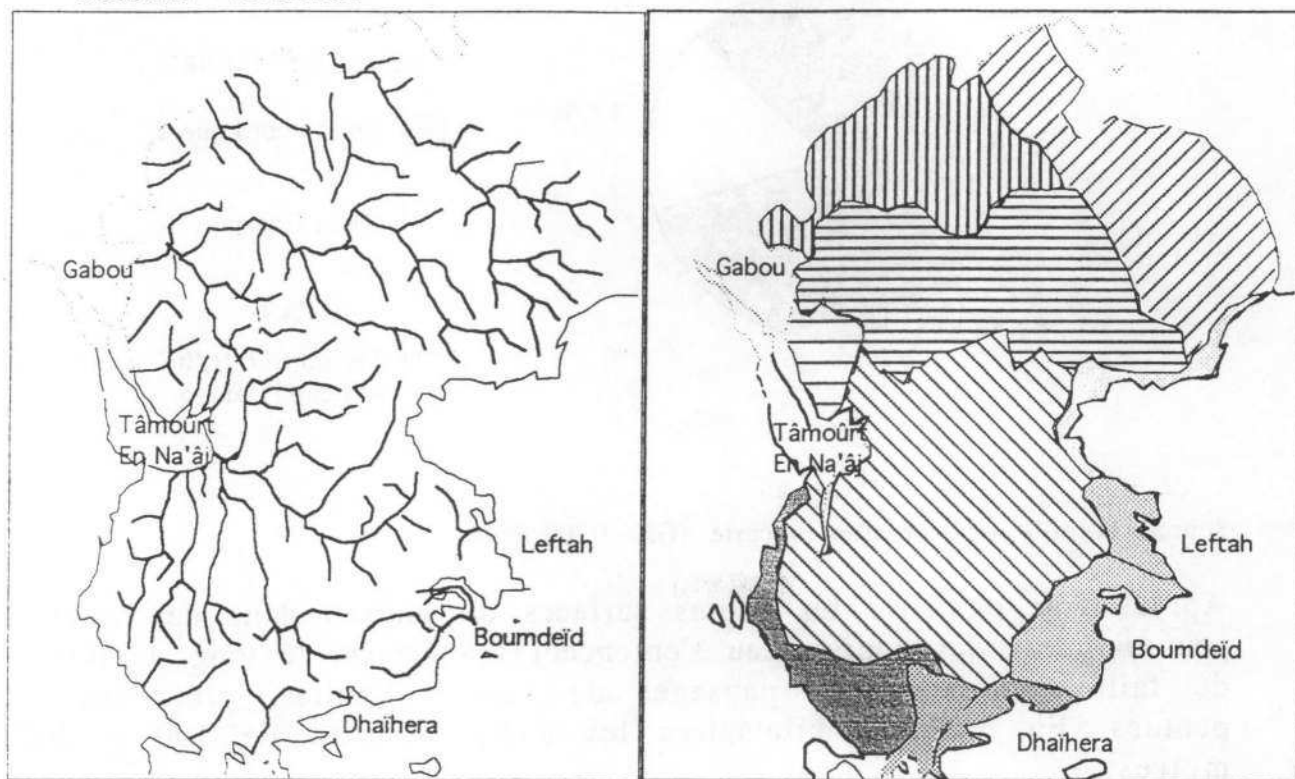 Gabou
Tâmoûrt
En Na'âj
Leftah
Boumdeïd
Dhaïhera
Gabou
Tâmoûrt
En Na'âj
Leftah
Boumdeïd
Dhaïhera